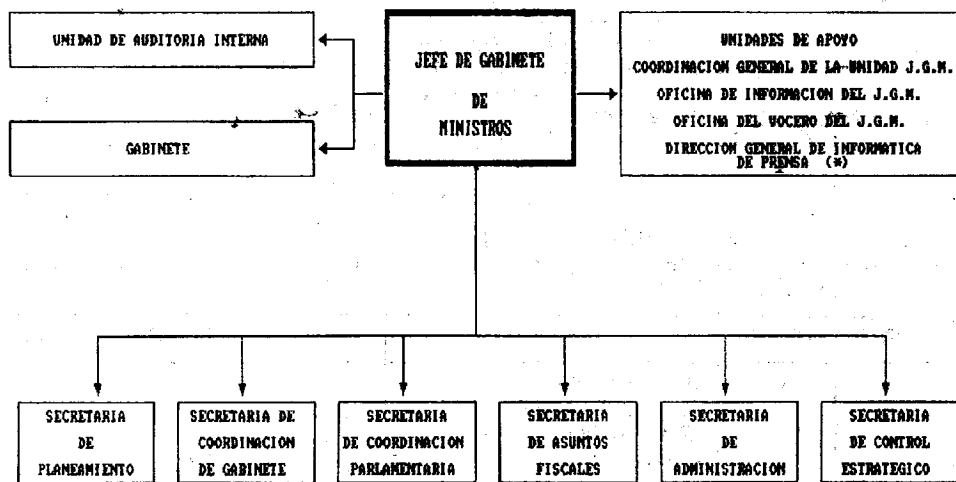 UNIDAD DE AUDITORIA INTERNA
GABINETE
JEFE DE GABINETE
DE
MINISTROS
UNIDADES DE APOYO
COORDINACION GENERAL DE LA UNIDAD J.G.M.
OFICINA DE INFORMACION DEL J.G.M.
OFICINA DEL VOCERO DEL J.G.M.
DIRECCION GENERAL DE INFORMATICA
DE PRENSA (*)
SECRETARIA
DE
PLANEAMIENTO
SECRETARIA DE
COORDINACION
DE GABINETE
SECRETARIA
DE COORDINACION
PARLAMENTARIA
SECRETARIA
DE ASUNTOS
FISCALES
SECRETARIA
DE
ADMINISTRACION
SECRETARIA
DE CONTROL
ESTRATEGICO